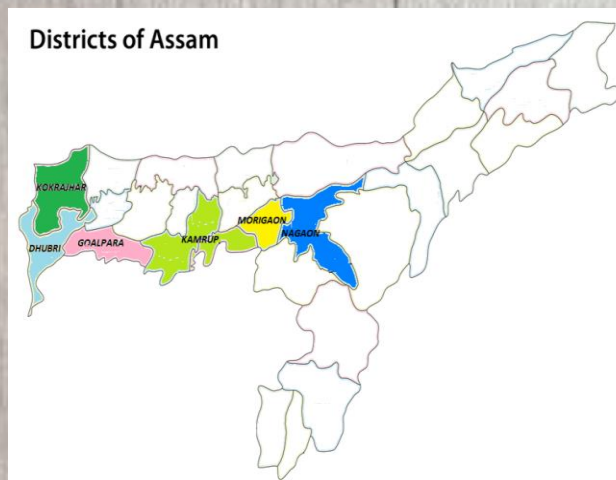 Districts of Assam
KOKRAJHAR
DHUBRI
GOALPARA
KAMRUP
MORIGAON
NAGAON